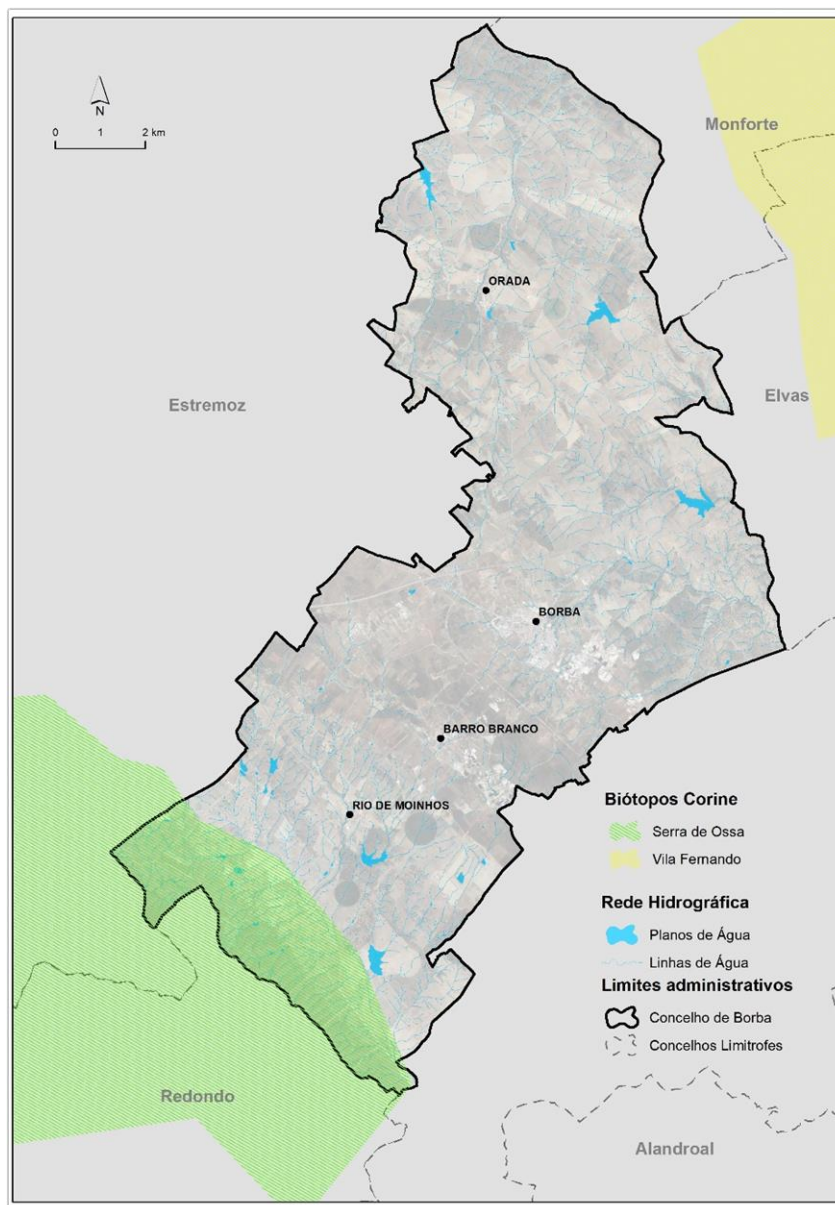 Monforte
N
0 1 2 km
ORADA
Estremoz
Elvas
BORBA
BARRO BRANCO
RIO DE MOINHOS
Biótopos Corine
Serra de Ossa
Vila Fernando
Rede Hidrográfica
Planos de Água
Linhas de Água
Limites administrativos
Concelho de Borba
Concelhos Limitrofes
Redondo
Alandroal